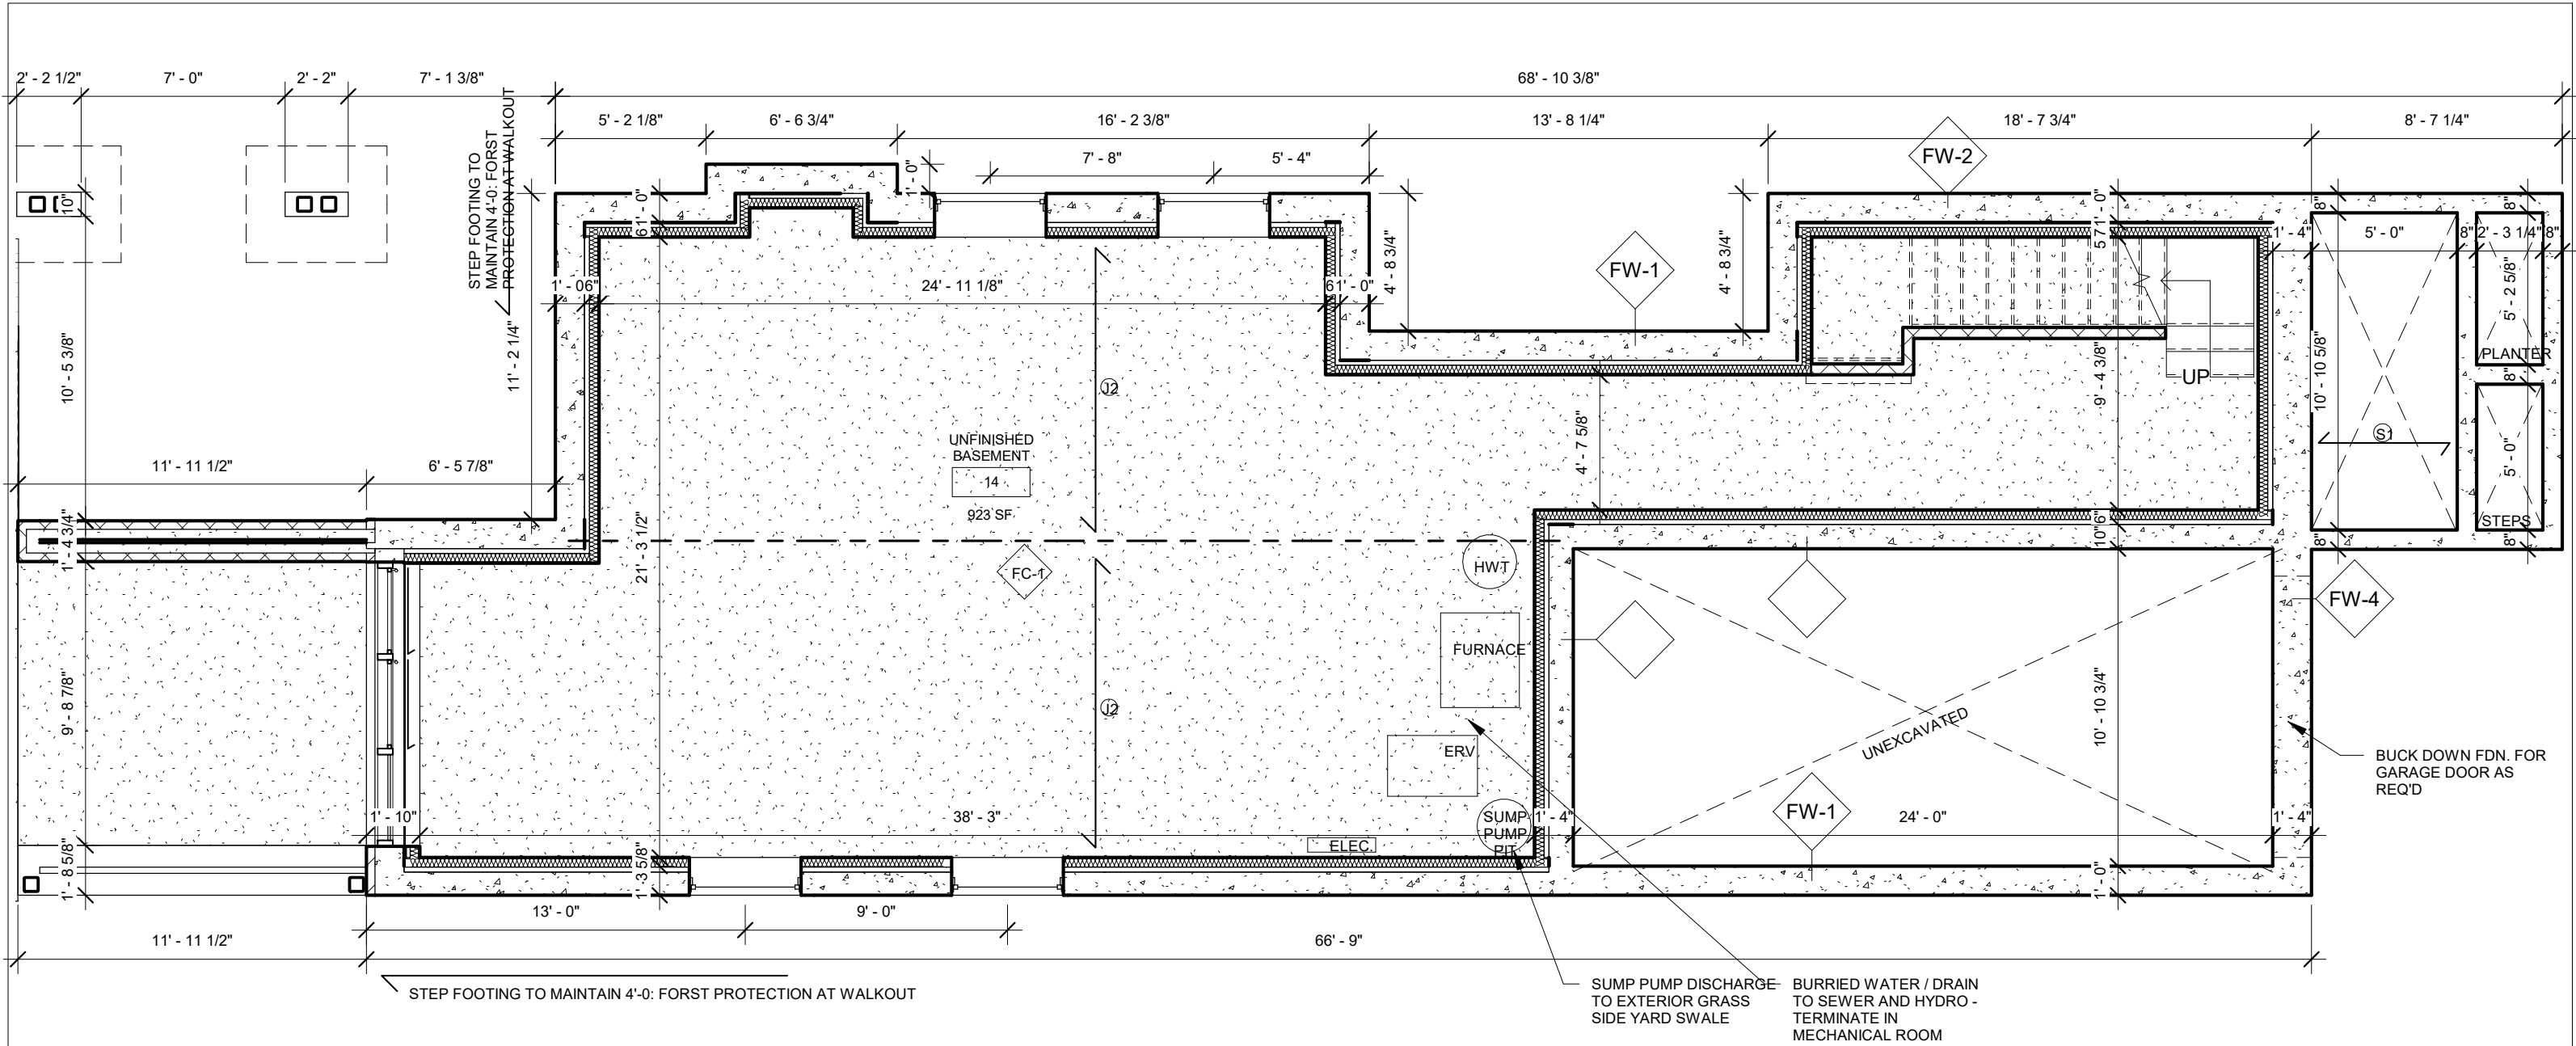 2' - 2 1/2"
7' - 0"
2' - 2"
7' - 1 3/8"
68' - 10 3/8"
5' - 2 1/8"
6' - 6 3/4"
16' - 2 3/8"
13' - 8 1/4"
18' - 7 3/4"
8' - 7 1/4"
7' - 8"
5' - 4"
FW-2
STEP FOOTING TO
MAINTAIN 4'-0: FORST
PROTECTION AT WALKOUT
10"
1' - 0"
6
1' - 0"
1' - 0"
5 7
8"
8"
1' - 4"
5' - 0"
8"
2' - 3 1/4"
8"
4' - 8 3/4"
FW-1
4' - 8 3/4"
1' - 0
6"
24' - 11 1/8"
6
1' - 0"
5' - 2 5/8"
10' - 5 3/8"
11' - 2 1/4"
PLANTER
8"
UP
9' - 4 3/8"
10' - 10 5/8"
J2
UNFINISHED
BASEMENT
14
923 SF
4' - 7 5/8"
S1
5' - 0"
STEPS
8"
8"
11' - 11 1/2"
6' - 5 7/8"
1' - 4 3/4"
21' - 3 1/2"
10"
6"
FC-1
HWT
FW-4
FURNACE
9' - 8 7/8"
J2
10' - 10 3/4"
UNEXCAVATED
ERV
BUCK DOWN FDN. FOR
GARAGE DOOR AS
REQ'D
1' - 10"
38' - 3"
SUMP
PUMP
PIT
1' - 4"
FW-1
24' - 0"
1' - 4"
ELEC.
1' - 8 5/8"
1' - 3 5/8"
1' - 0"
13' - 0"
9' - 0"
11' - 11 1/2"
66' - 9"
STEP FOOTING TO MAINTAIN 4'-0: FORST PROTECTION AT WALKOUT
SUMP PUMP DISCHARGE
TO EXTERIOR GRASS
SIDE YARD SWALE
BURRIED WATER / DRAIN
TO SEWER AND HYDRO -
TERMINATE IN
MECHANICAL ROOM